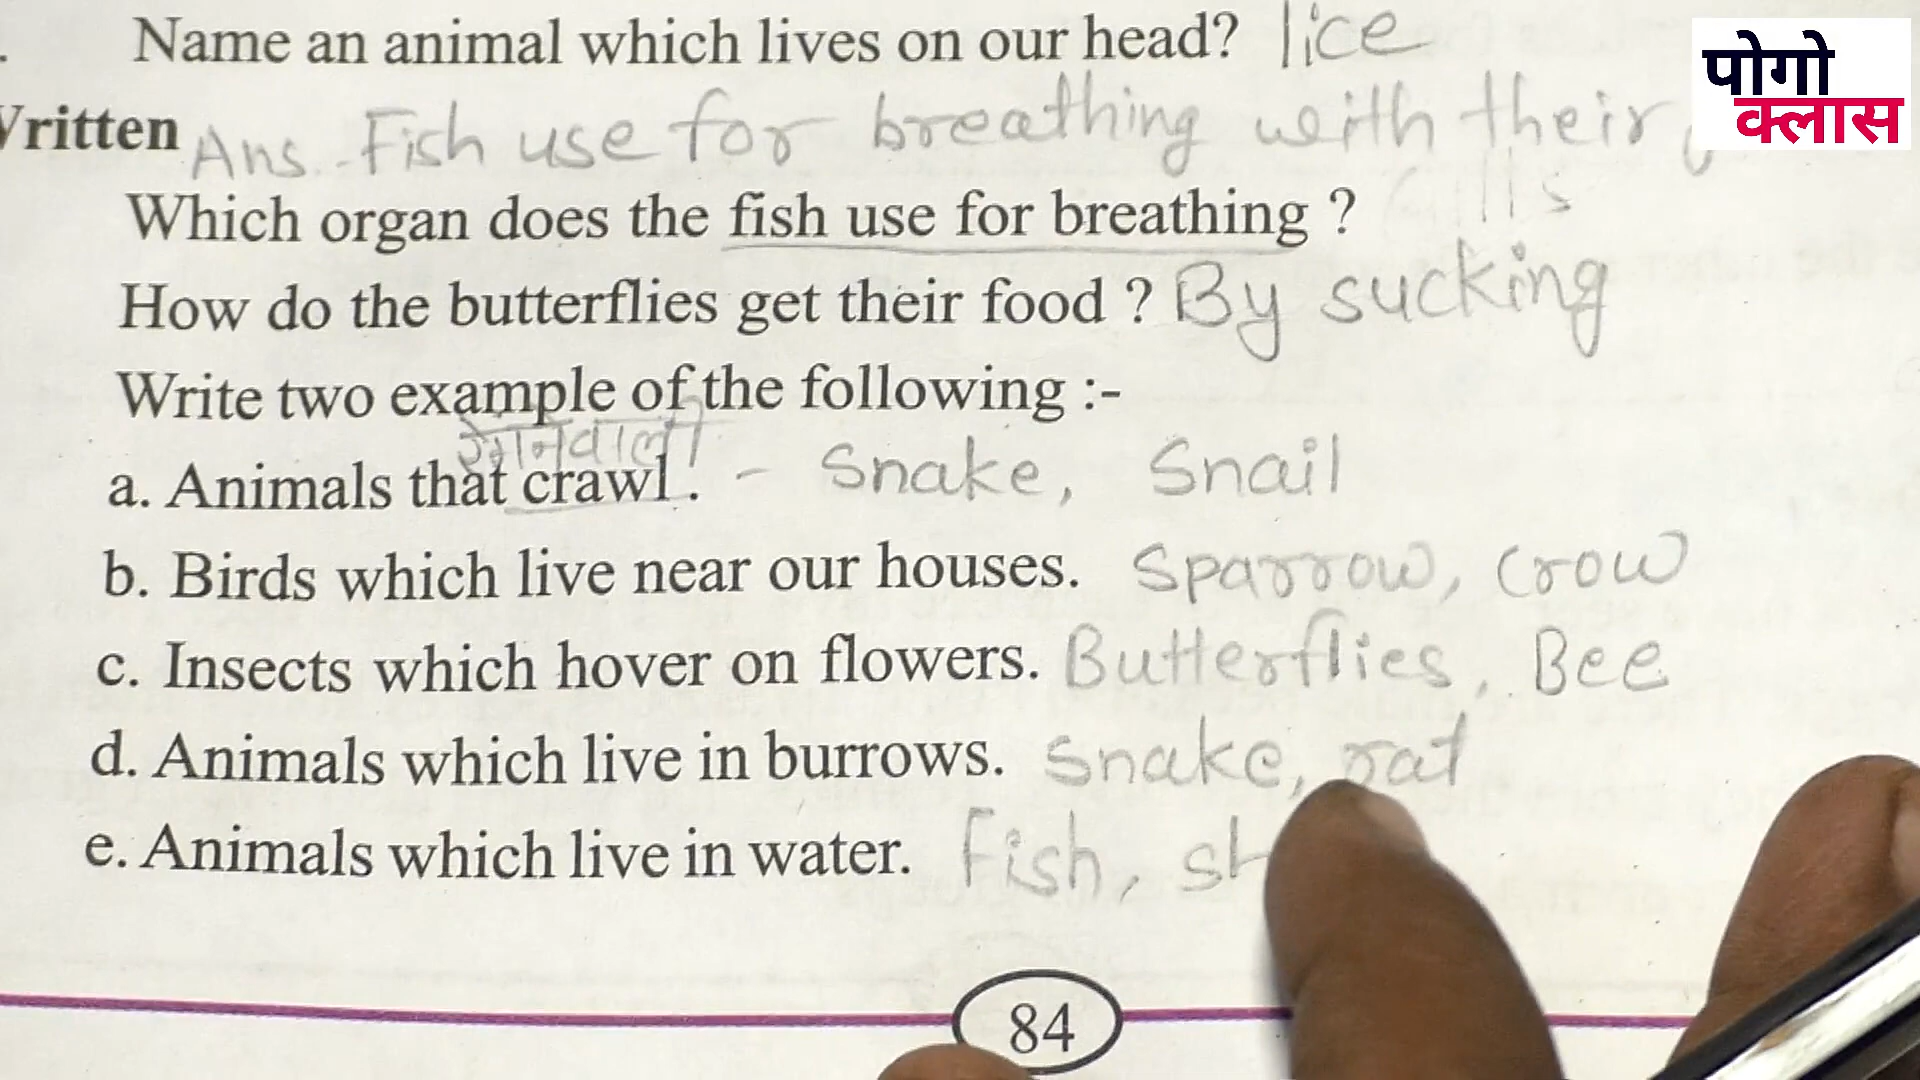 Name an animal which lives on our head? lice
पोगो
क्लास
Written
Ans. Fish use for breathing with their
Which organ does the fish use for breathing ? Gills
How do the butterflies get their food ? By sucking
Write two example of the following :-
a. Animals that crawl. - Snake, Snail
b. Birds which live near our houses. Sparrow, Crow
c. Insects which hover on flowers. Butterflies, Bee
d. Animals which live in burrows. Snake, rat
e. Animals which live in water. Fish,
84